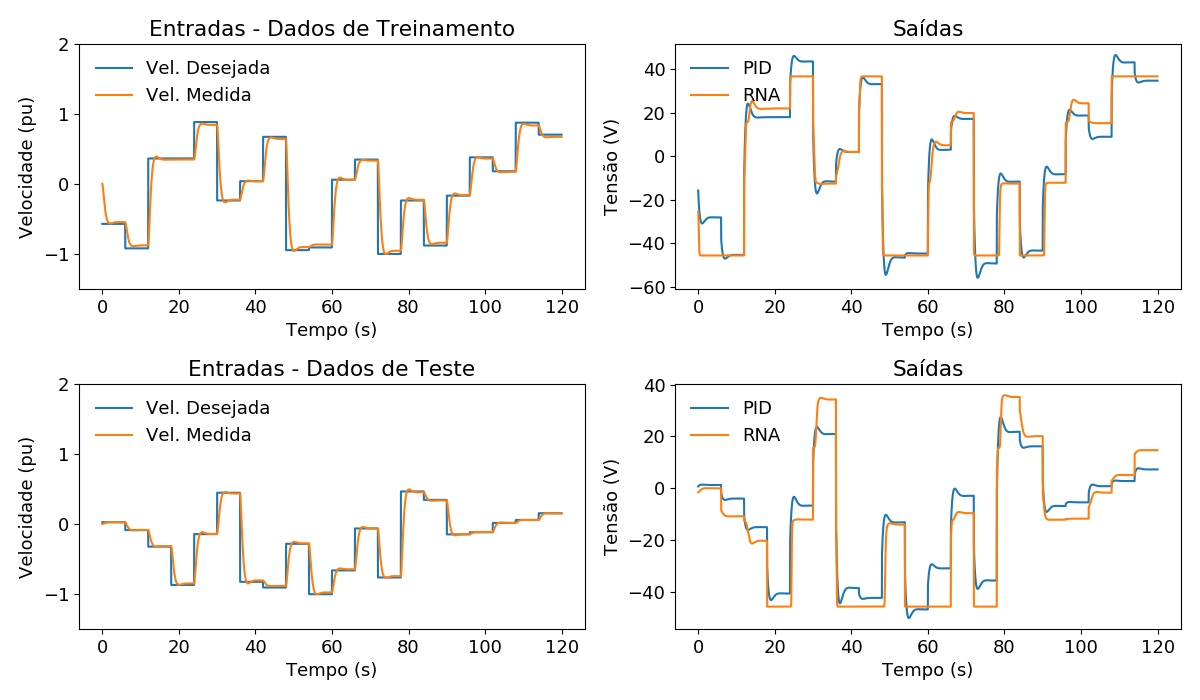 Entradas - Dados de Treinamento
2
1
0
−1
Velocidade (pu)
Vel. Desejada
Vel. Medida
0 20 40 60 80 100 120
Tempo (s)
Saídas
40
20
0
−20
−40
−60
Tensão (V)
PID
RNA
0 20 40 60 80 100 120
Tempo (s)
Entradas - Dados de Teste
2
1
0
−1
Velocidade (pu)
Vel. Desejada
Vel. Medida
0 20 40 60 80 100 120
Tempo (s)
Saídas
40
20
0
−20
−40
Tensão (V)
PID
RNA
0 20 40 60 80 100 120
Tempo (s)